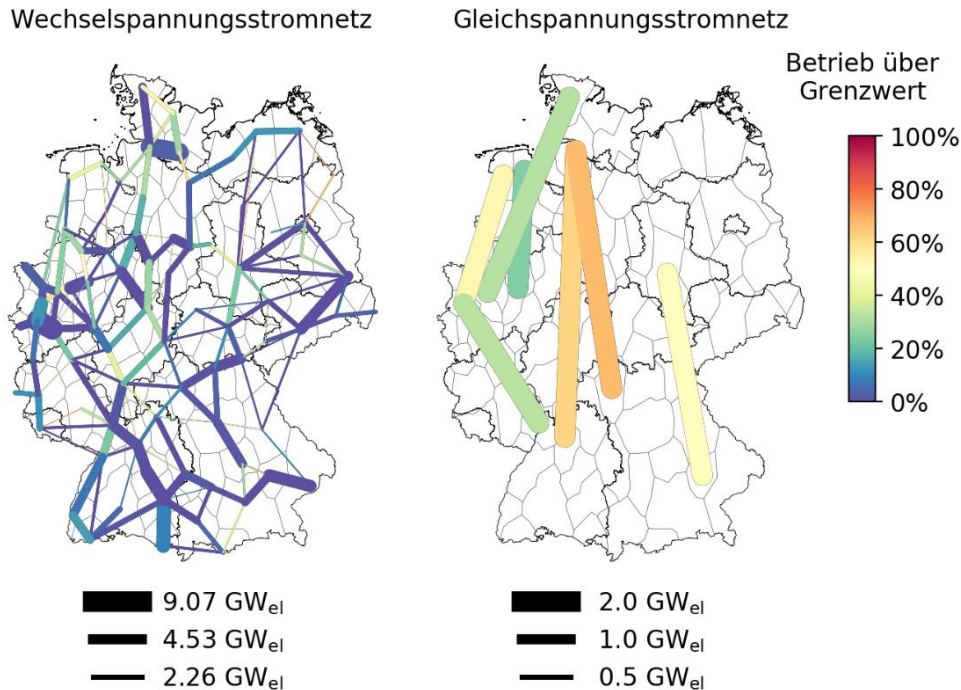 Wechselspannungsstromnetz
Gleichspannungsstromnetz
Betrieb über
Grenzwert
100%
80%
60%
40%
20%
0%
9.07 GWel
4.53 GWel
2.26 GWel
2.0 GWel
1.0 GWel
0.5 GWel